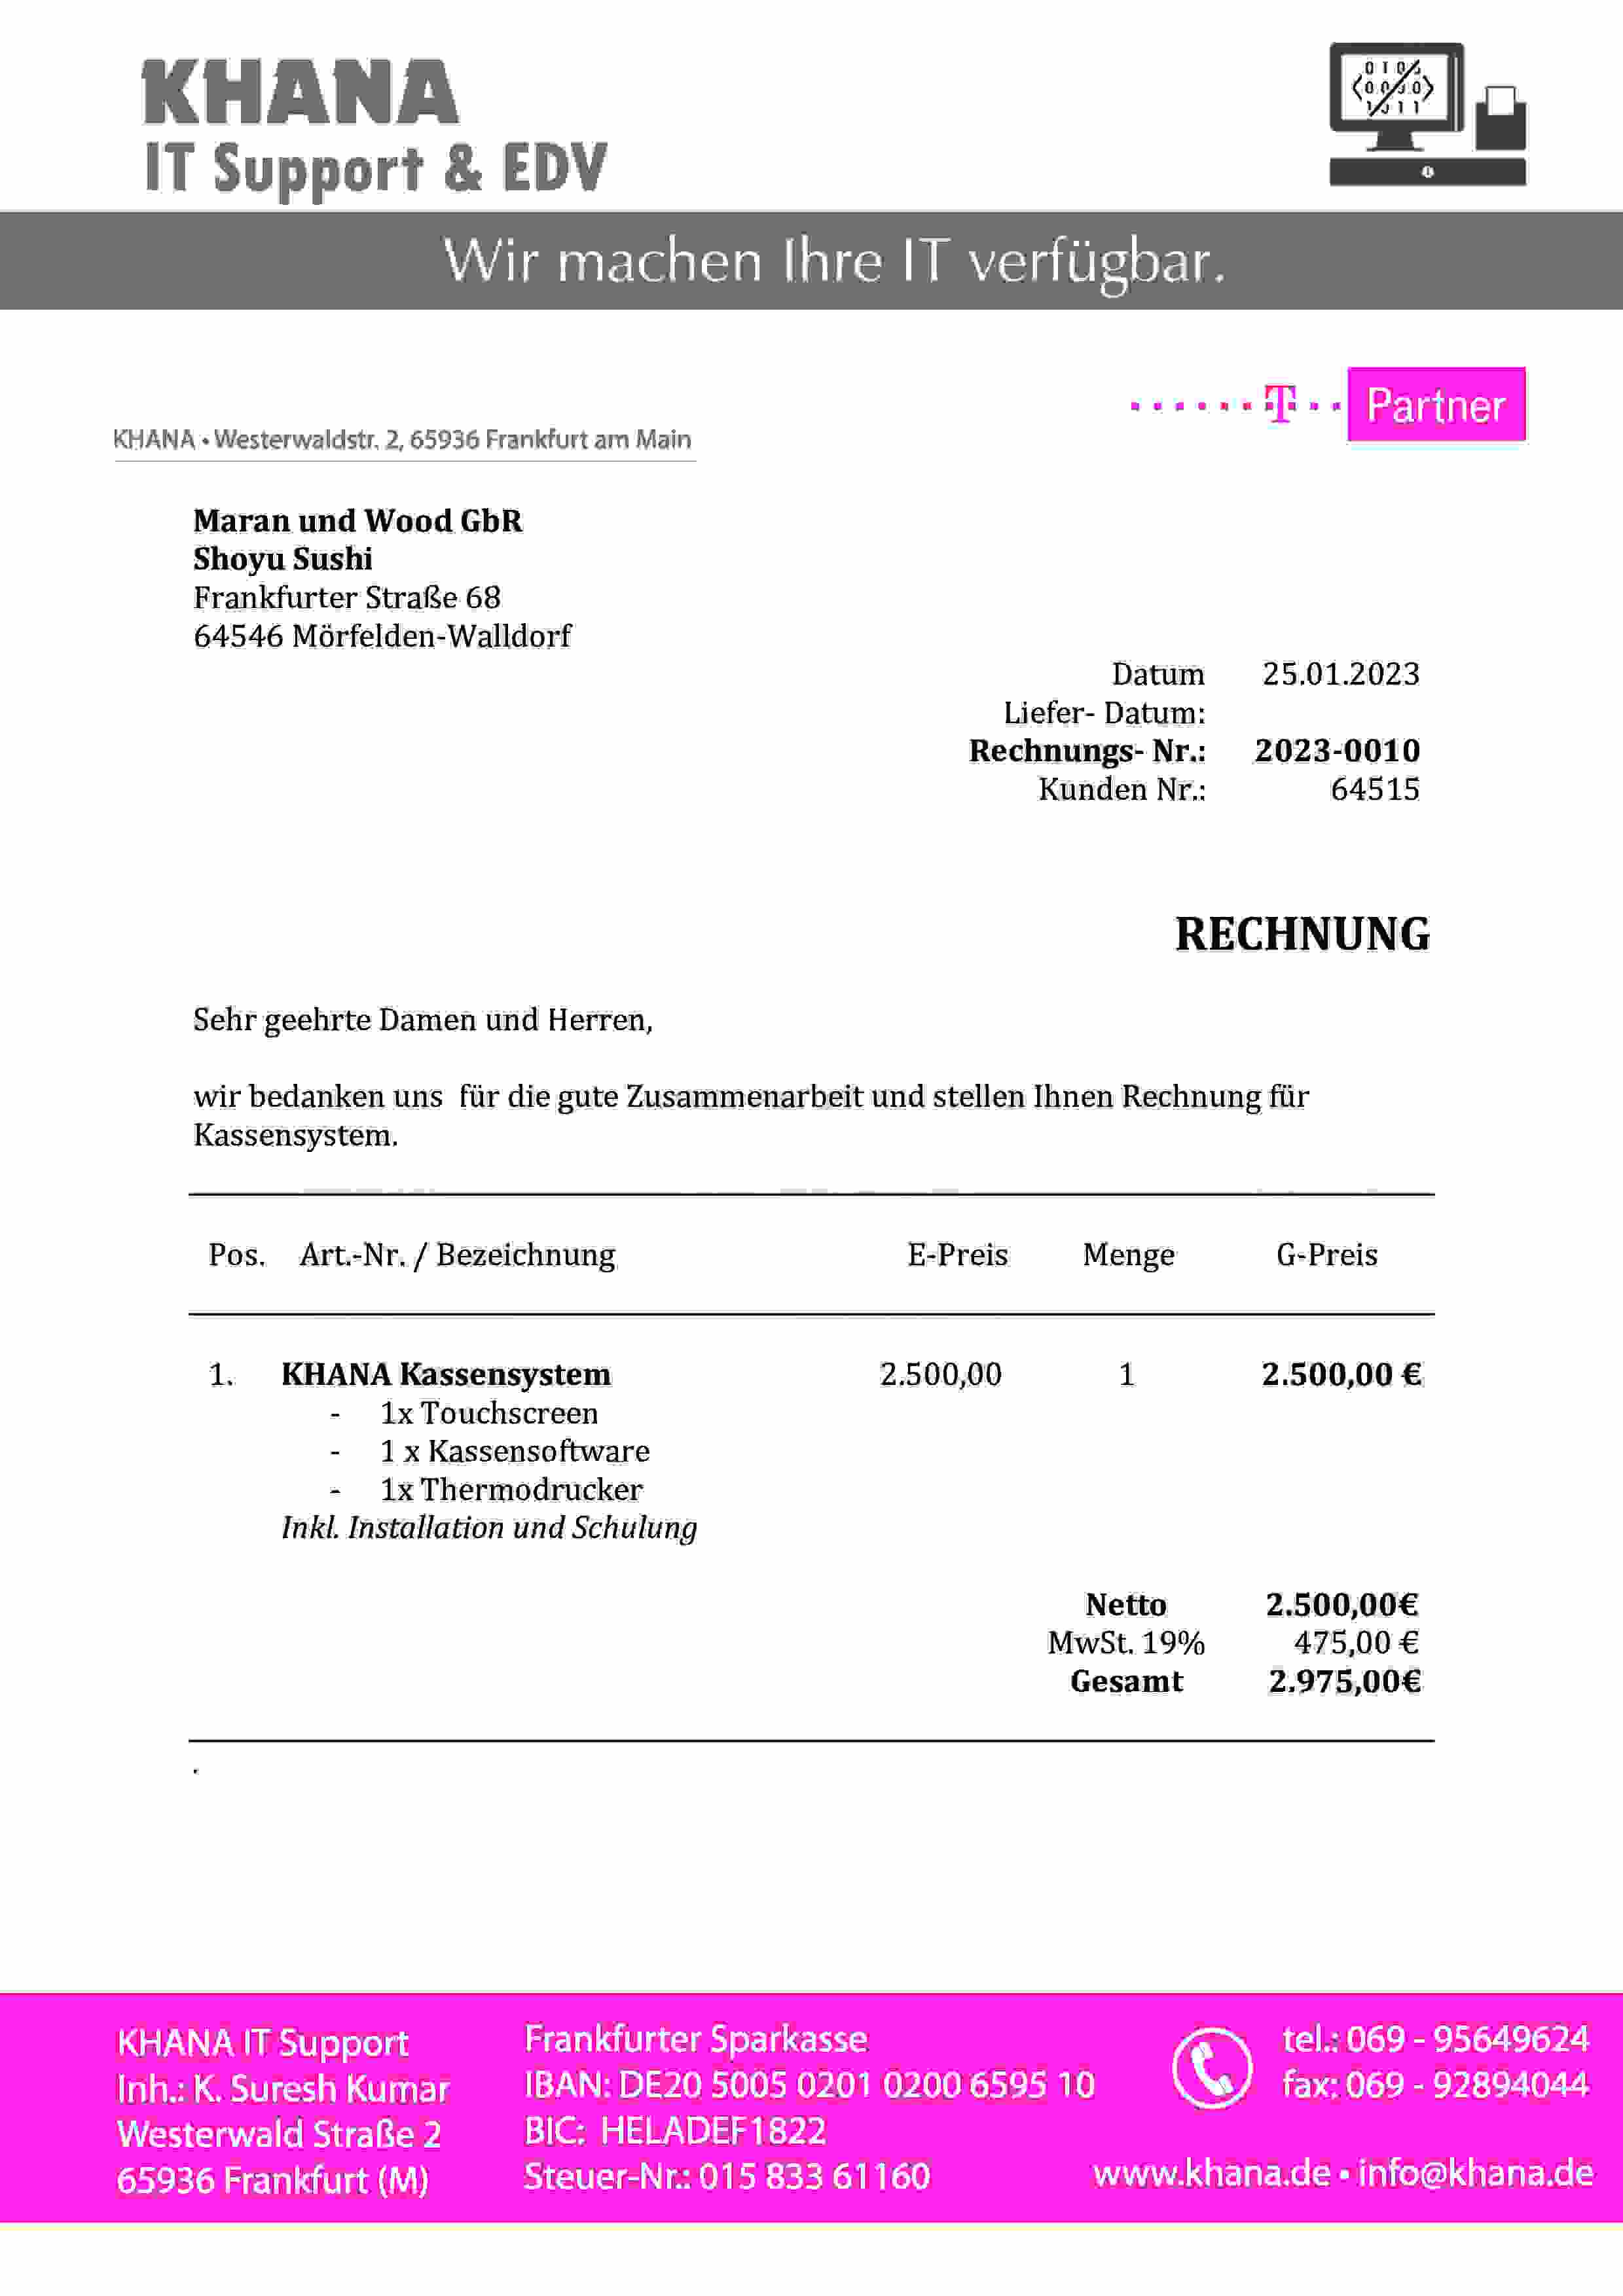 KHANA
IT Support & EDV
Wir machen Ihre IT verfügbar.
T Partner
KHANA • Westerwaldstr. 2, 65936 Frankfurt am Main
Maran und Wood GbR
Shoyu Sushi
Frankfurter Straße 68
64546 Mörfelden-Walldorf
Datum 25.01.2023
Liefer- Datum:
Rechnungs- Nr.: 2023-0010
Kunden Nr.: 64515
RECHNUNG
Sehr geehrte Damen und Herren,
wir bedanken uns für die gute Zusammenarbeit und stellen Ihnen Rechnung für
Kassensystem.
Pos. Art.-Nr. / Bezeichnung E-Preis Menge G-Preis
1. KHANA Kassensystem 2.500,00 1 2.500,00 €
- 1x Touchscreen
- 1 x Kassensoftware
- 1x Thermodrucker
Inkl. Installation und Schulung
Netto 2.500,00€
MwSt. 19% 475,00 €
Gesamt 2.975,00€
.
KHANA IT Support
Inh.: K. Suresh Kumar
Westerwald Straße 2
65936 Frankfurt (M)
Frankfurter Sparkasse
IBAN: DE20 5005 0201 0200 6595 10
BIC: HELADEF1822
Steuer-Nr.: 015 833 61160
tel.: 069 - 95649624
fax: 069 - 92894044
www.khana.de • info@khana.de